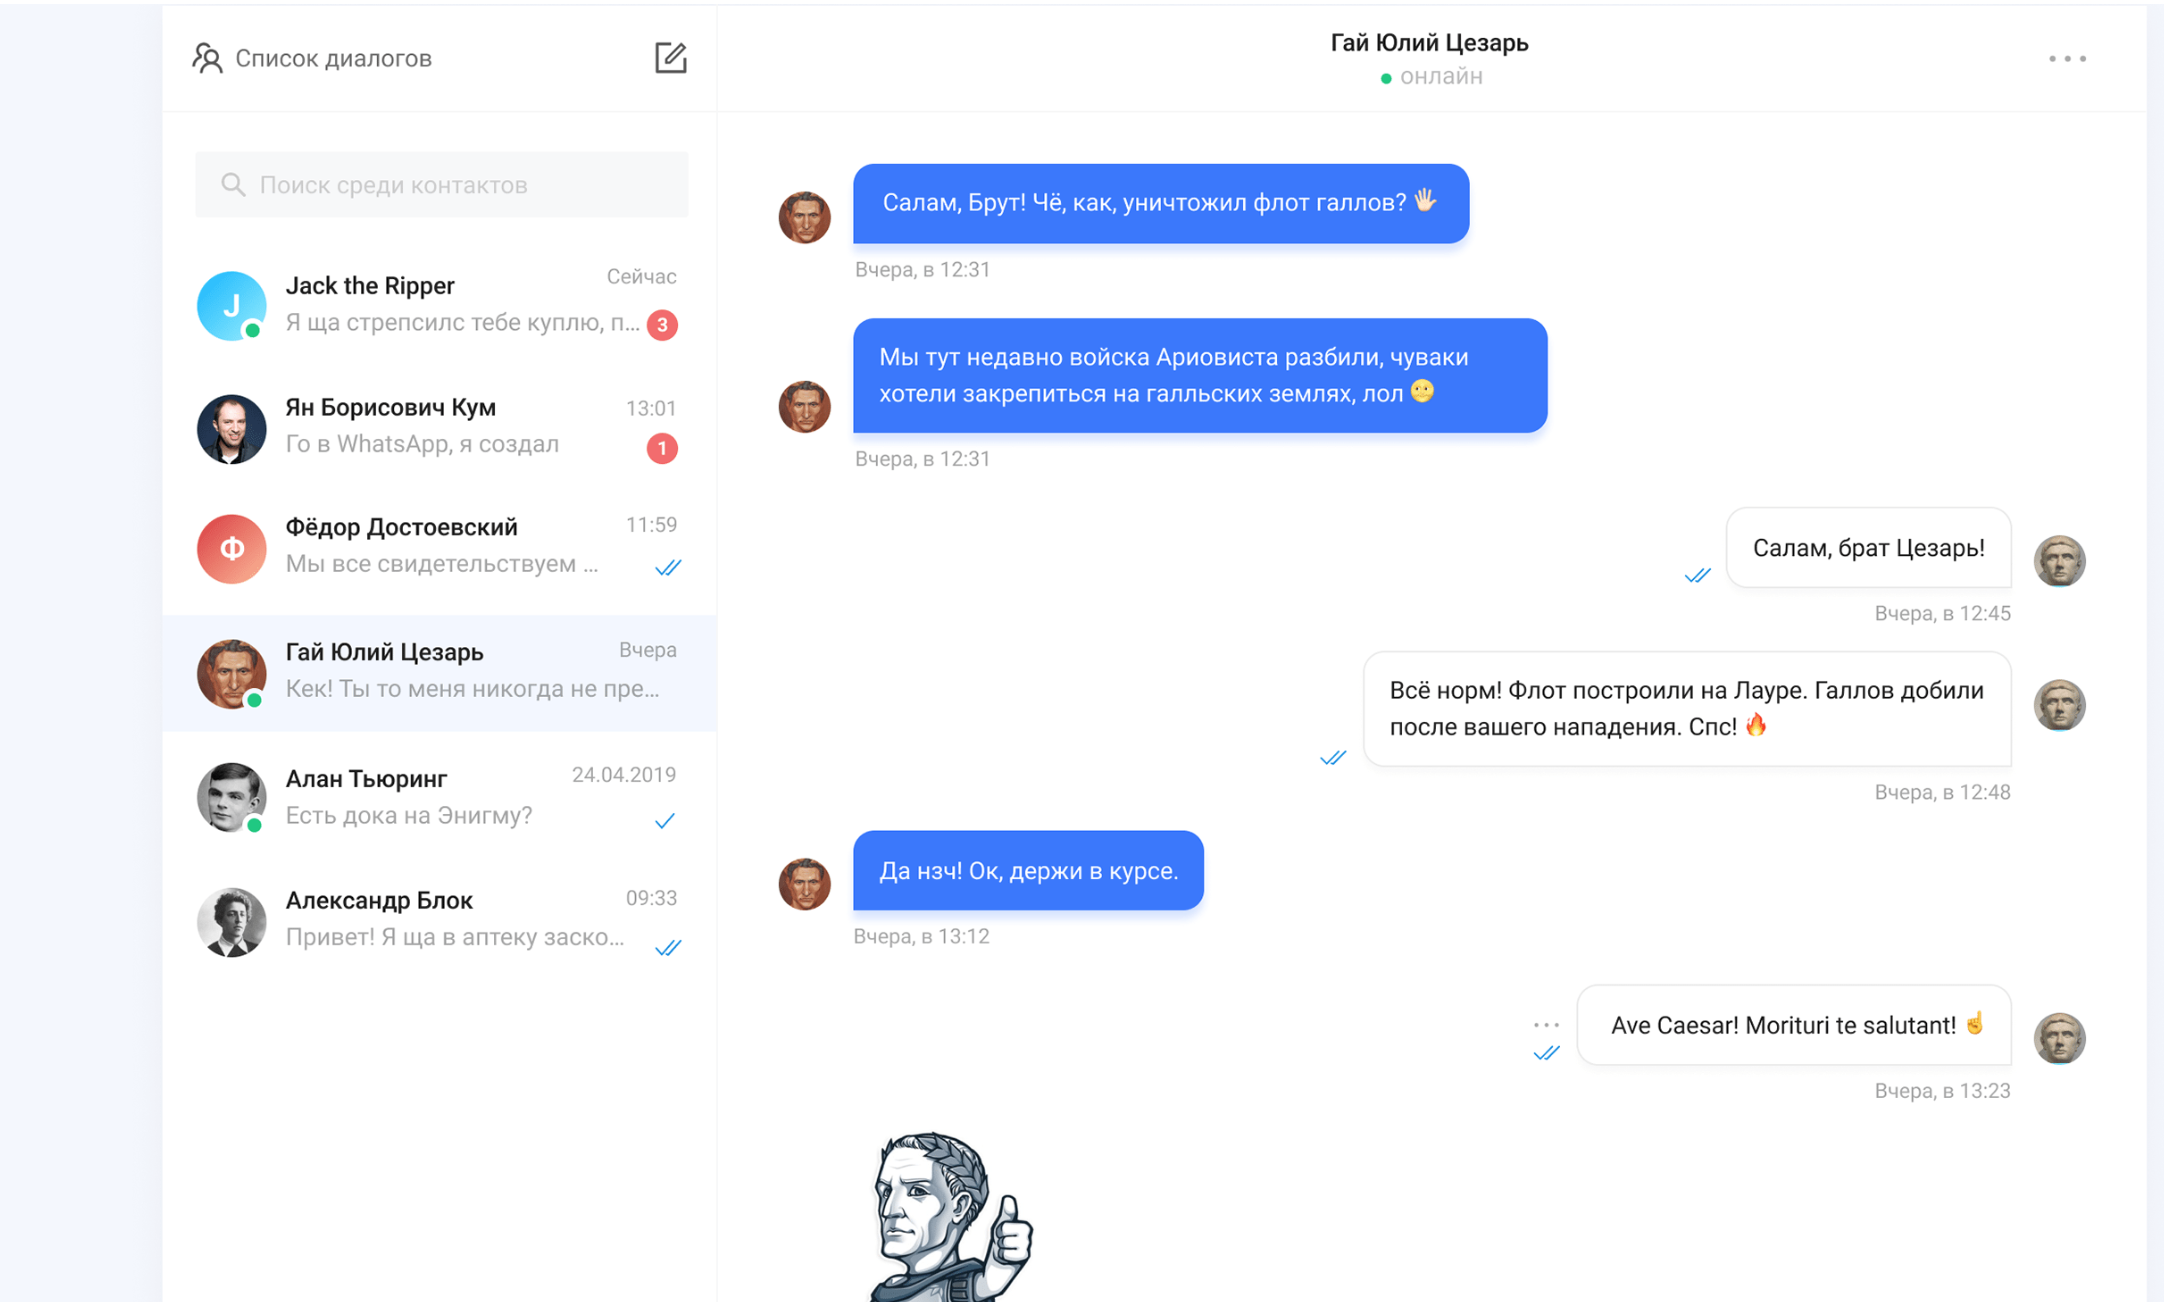 Список диалогов
Поиск среди контактов
Jack the Ripper
Сейчас
J
Я ща стрепсилс тебе куплю, п...
3
Ян Борисович Кум
13:01
Го в WhatsApp, я создал
1
Фёдор Достоевский
11:59
Ф
Мы все свидетельствуем ...
Гай Юлий Цезарь
Вчера
Кек! Ты то меня никогда не пре...
Алан Тьюринг
24.04.2019
Есть дока на Энигму?
Александр Блок
09:33
Привет! Я ща в аптеку заско...
Гай Юлий Цезарь
онлайн
Салам, Брут! Чё, как, уничтожил флот галлов? 🖐🏻
Вчера, в 12:31
Мы тут недавно войска Ариовиста разбили, чуваки
хотели закрепиться на галльских землях, лол 🌝
Вчера, в 12:31
Салам, брат Цезарь!
Вчера, в 12:45
Всё норм! Флот построили на Лауре. Галлов добили
после вашего нападения. Спс! 🔥
Вчера, в 12:48
Да нзч! Ок, держи в курсе.
Вчера, в 13:12
Ave Caesar! Morituri te salutant! ☝
Вчера, в 13:23